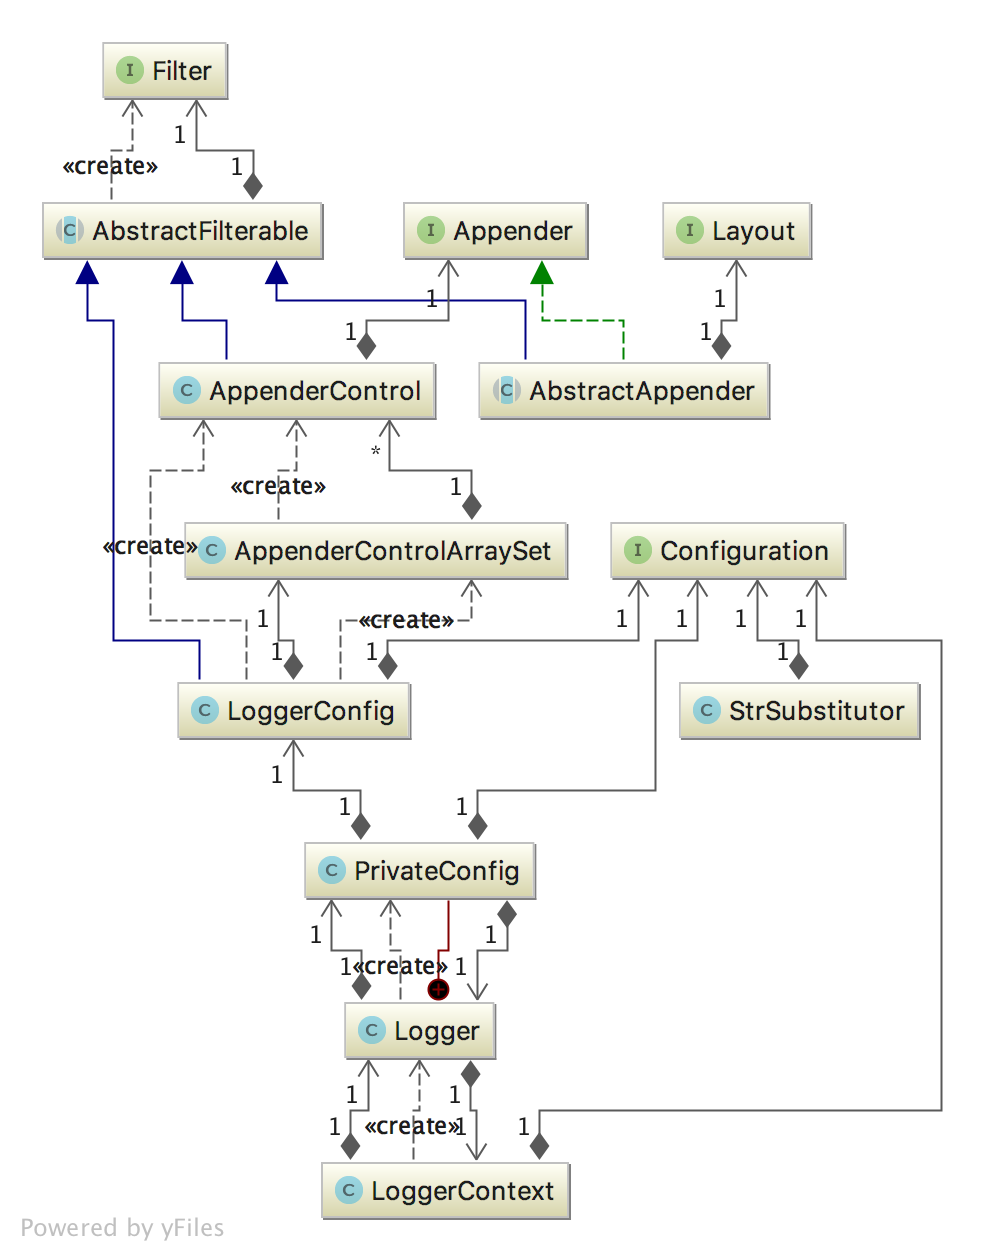 I Filter
1
«create»
1
C AbstractFilterable
I Appender
I Layout
1
1
1
1
C AppenderControl
C AbstractAppender
*
«create»
1
«create»
C AppenderControlArraySet
I Configuration
1
«create»
1
1
1
1
1
1
1
C LoggerConfig
C StrSubstitutor
1
1
1
C PrivateConfig
1
1
1
«create»
1
C Logger
1
1
1
«create»
1
1
C LoggerContext
Powered by yFiles